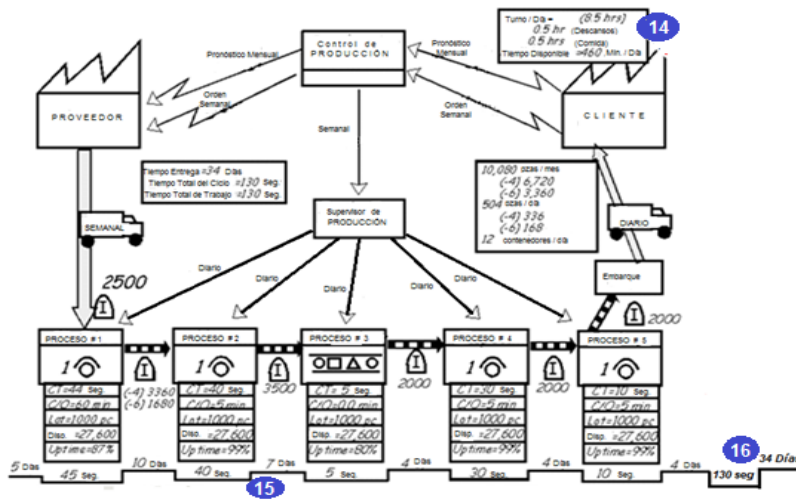 Turno / Día = (8.5 hrs)
0.5 hr (Descansos)
0.5 hrs (Comida)
Tiempo Disponible =460 Min. / Día
14
Control de
PRODUCCIÓN
Pronóstico Mensual
Orden
Semanal
Pronóstico
Mensual
Orden
Semanal
PROVEEDOR
CLIENTE
Semanal
Tiempo Entrega =34 Días
Tiempo Total del Ciclo =130 Seg.
Tiempo Total de Trabajo =130 Seg.
10,080 pzas / mes
(-4) 6,720
(-6) 3,360
504 pzas / día
(-4) 336
(-6) 168
12 contenedores / día
SEMANAL
DIARIO
Supervisor de
PRODUCCIÓN
Diario
Diario
Diario
Diario
Diario
Embarque
2500
I
I 2000
PROCESO # 1
1
CT=44 Seg.
C/O=60 min
Lot=1000 pc
Disp. =27,600
Uptime=87%
I
(-4) 3360
(-6) 1680
PROCESO # 2
1
CT=40 Seg.
C/O=5 min
Lot=1000 pc
Disp. =27,600
Uptime=99%
I
3500
PROCESO # 3
CT= 5 Seg.
C/O=0.0 min
Lot=1000 pc
Disp. =27,600
Uptime=80%
I
2000
PROCESO # 4
1
CT=30 Seg.
C/O=5 min
Lot=1000 pc
Disp. =27,600
Uptime=99%
I
2000
PROCESO # 5
1
CT=10 Seg.
C/O=5 min
Lot=1000 pc
Disp. =27,600
Uptime=99%
5 Días
45 Seg.
10 Días
40 Seg.
7 Días
15
5 Seg.
4 Días
30 Seg.
4 Días
10 Seg.
4 Días
16
130 seg
34 Días